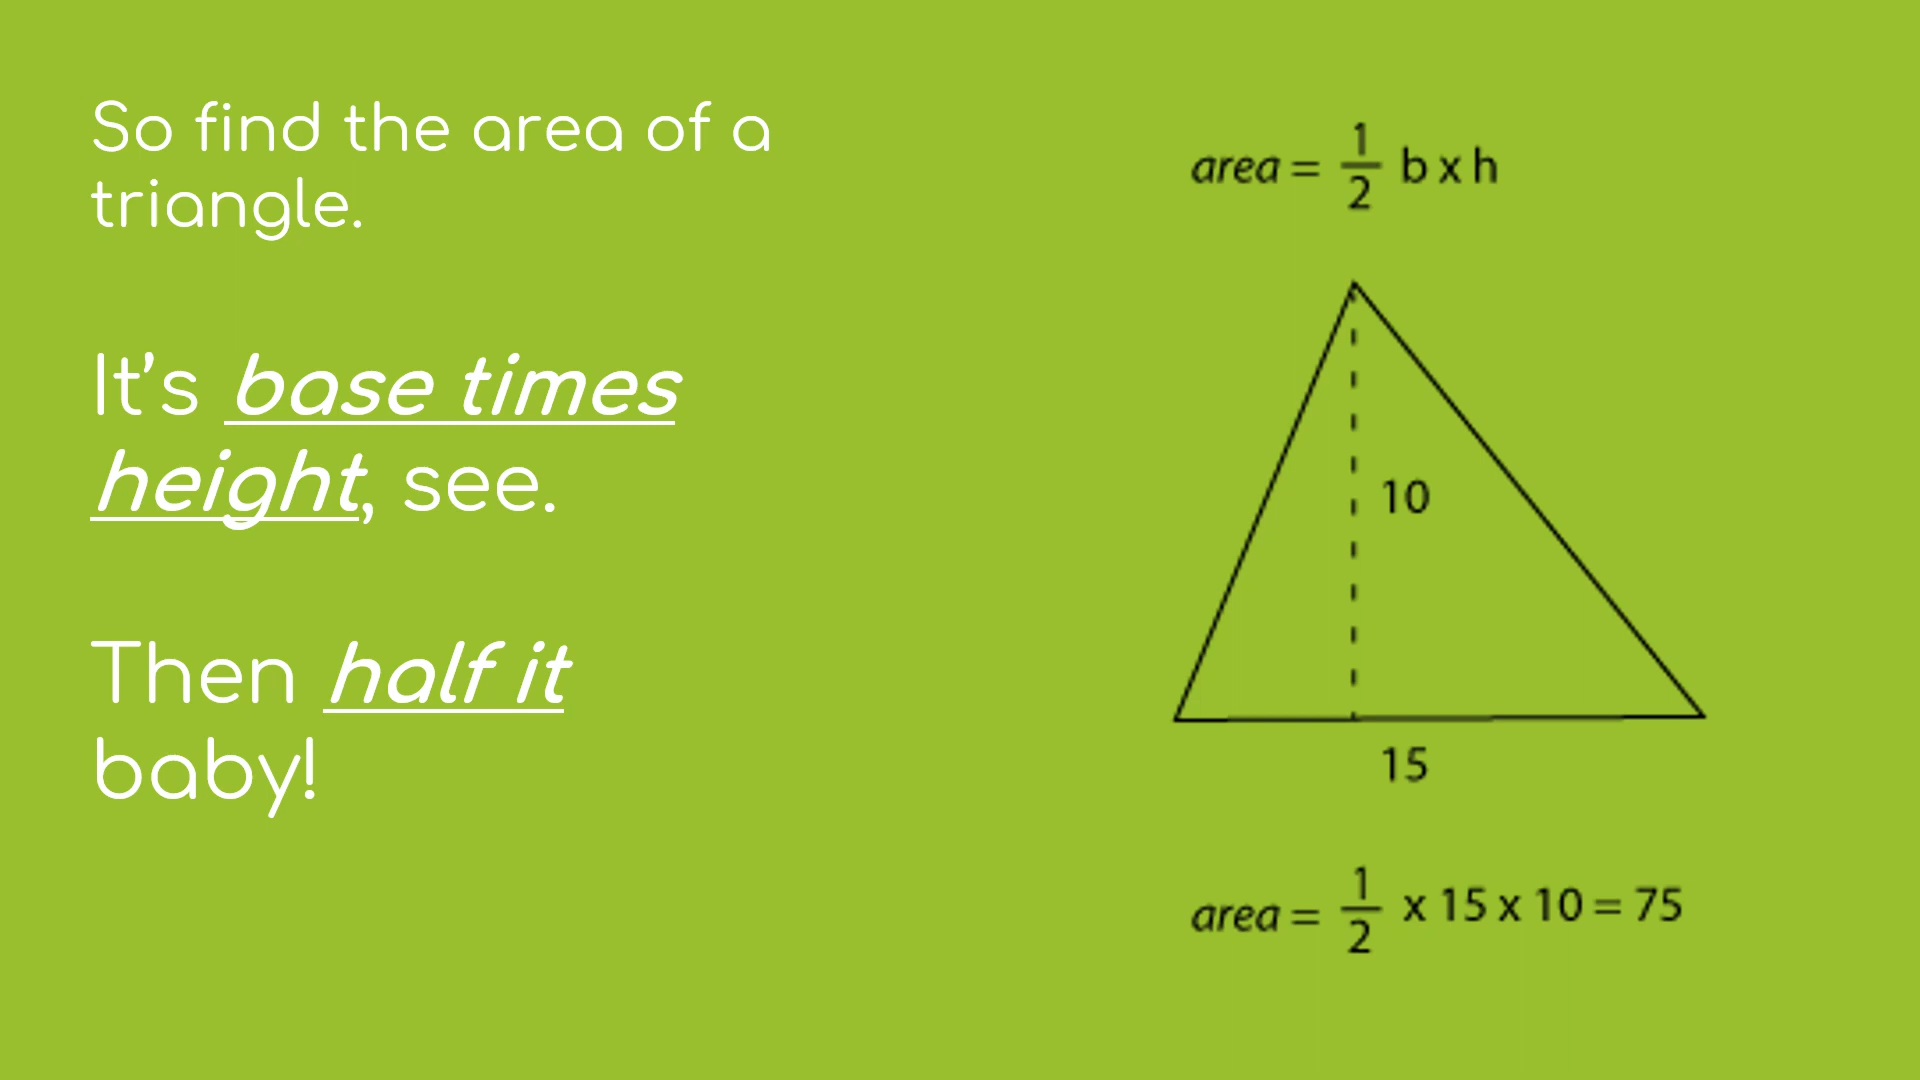 So find the area of a
triangle.
It’s base times
height, see.
Then half it
baby!
area = 1/2 b x h
10
15
area = 1/2 x 15 x 10 = 75